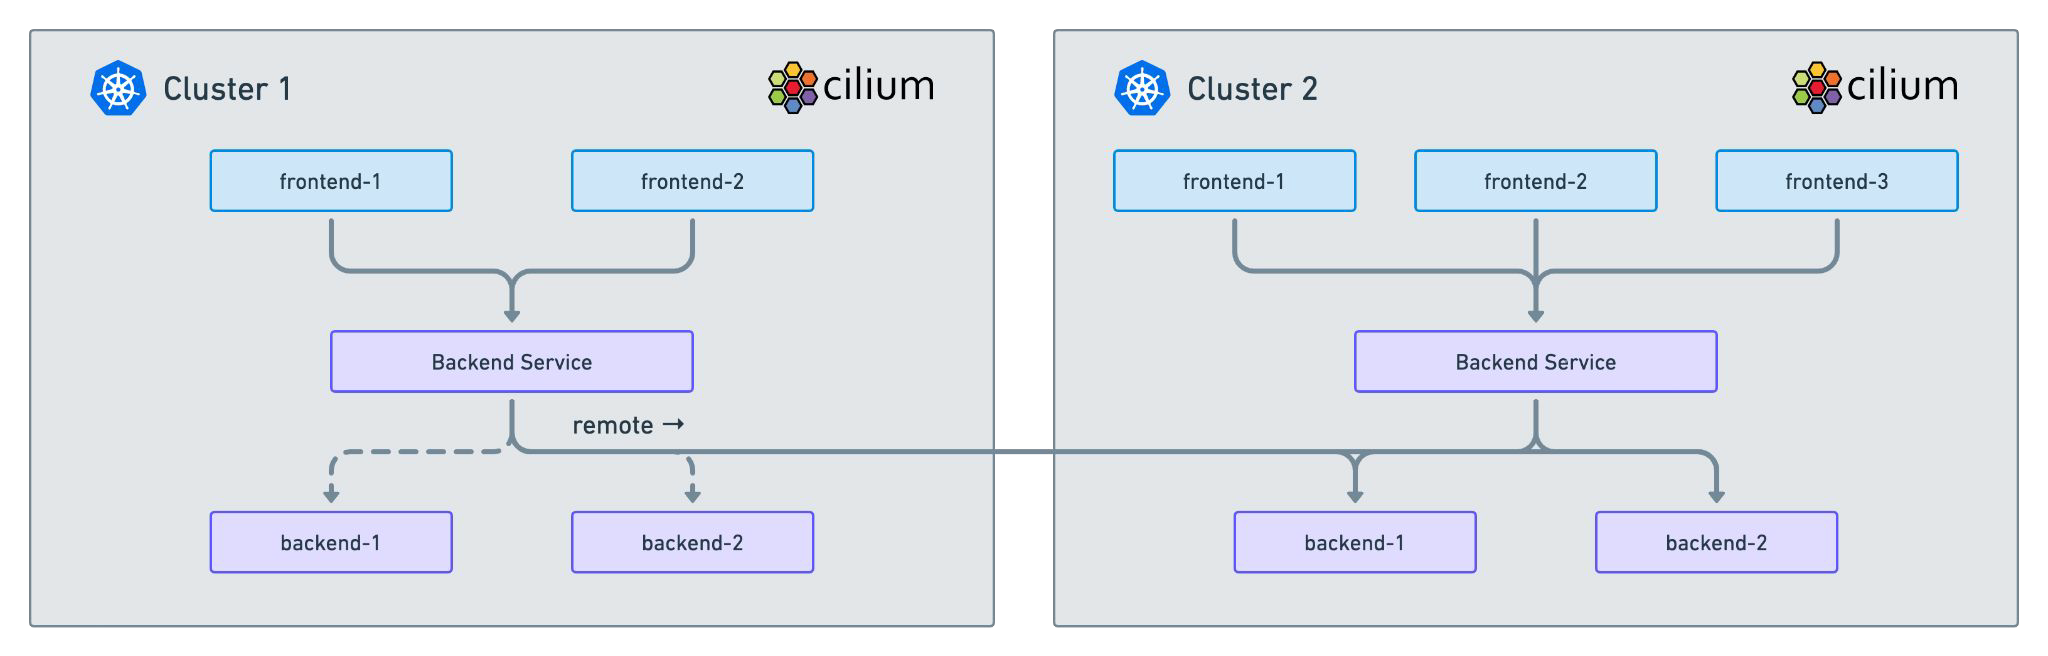 Cluster 1
cilium
frontend-1
frontend-2
Backend Service
remote →
backend-1
backend-2
Cluster 2
cilium
frontend-1
frontend-2
frontend-3
Backend Service
backend-1
backend-2